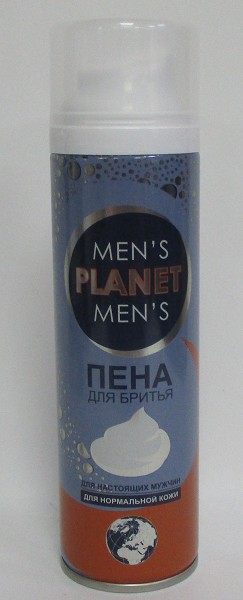 MEN'S
PLANET
MEN'S
ПЕНА
ДЛЯ БРИТЬЯ
ДЛЯ НАСТОЯЩИХ МУЖЧИН
ДЛЯ НОРМАЛЬНОЙ КОЖИ